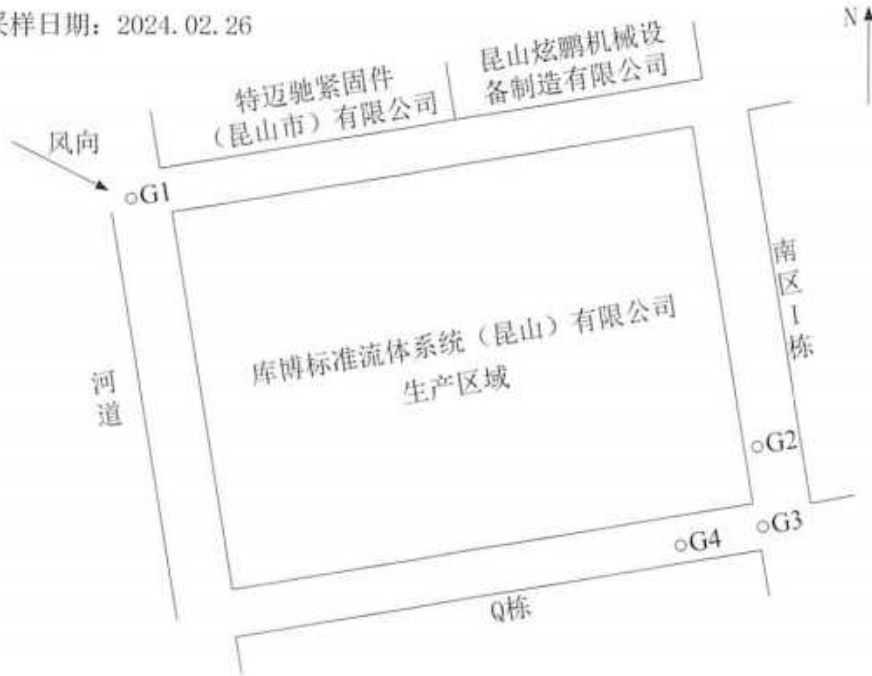 采样日期：2024.02.26
N
特迈驰紧固件
（昆山市）有限公司
昆山炫鹏机械设
备制造有限公司
风向
G1
南区I栋
河道
库博标准流体系统（昆山）有限公司
生产区域
G2
G3
G4
Q栋